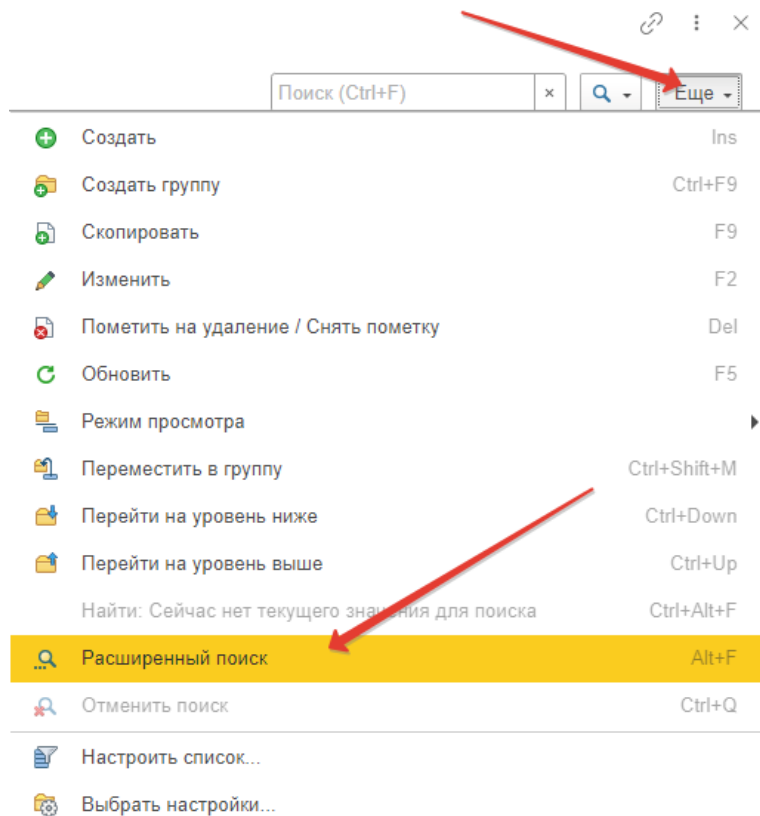 Поиск (Ctrl+F) × Еще
Создать Ins
Создать группу Ctrl+F9
Скопировать F9
Изменить F2
Пометить на удаление / Снять пометку Del
Обновить F5
Режим просмотра
Переместить в группу Ctrl+Shift+M
Перейти на уровень ниже Ctrl+Down
Перейти на уровень выше Ctrl+Up
Найти: Сейчас нет текущего значения для поиска Ctrl+Alt+F
Расширенный поиск Alt+F
Отменить поиск Ctrl+Q
Настроить список...
Выбрать настройки...